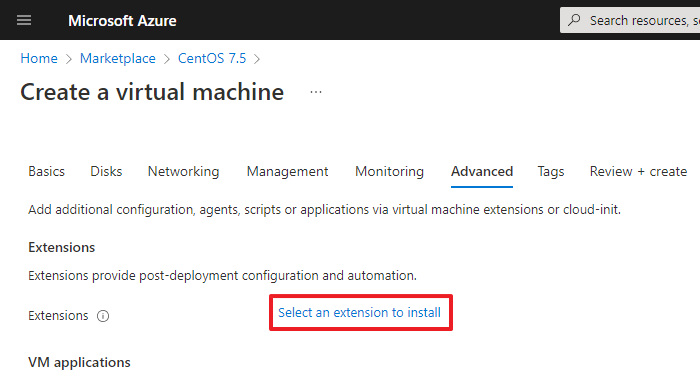 Microsoft Azure
Search resources, s
Home > Marketplace > CentOS 7.5 >
Create a virtual machine ...
Basics Disks Networking Management Monitoring Advanced Tags Review + create
Add additional configuration, agents, scripts or applications via virtual machine extensions or cloud-init.
Extensions
Extensions provide post-deployment configuration and automation.
Extensions Select an extension to install
VM applications